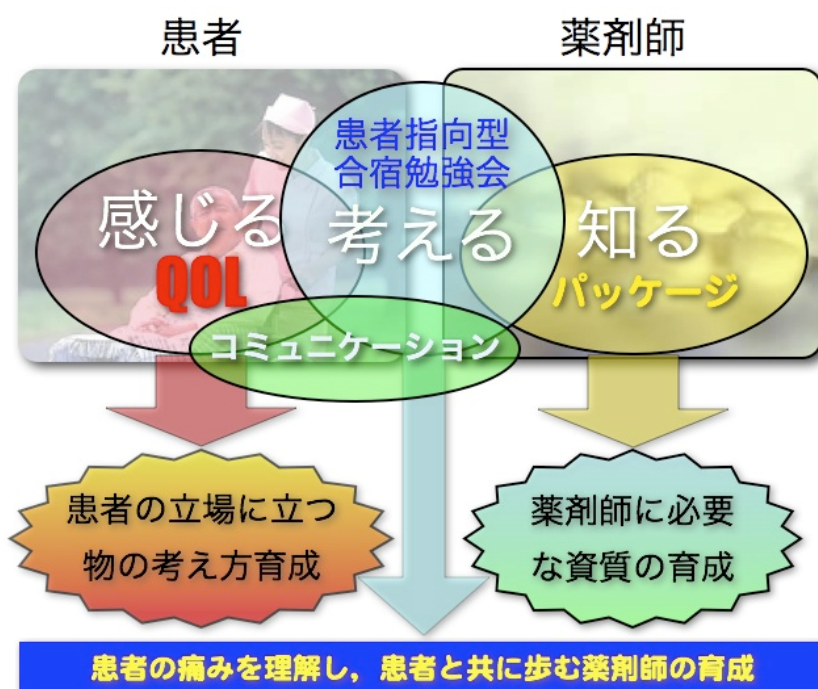 患者
薬剤師
患者指向型
合宿勉強会
感じる
考える
知る
QOL
パッケージ
コミュニケーション
患者の立場に立つ
物の考え方育成
薬剤師に必要
な資質の育成
患者の痛みを理解し，患者と共に歩む薬剤師の育成